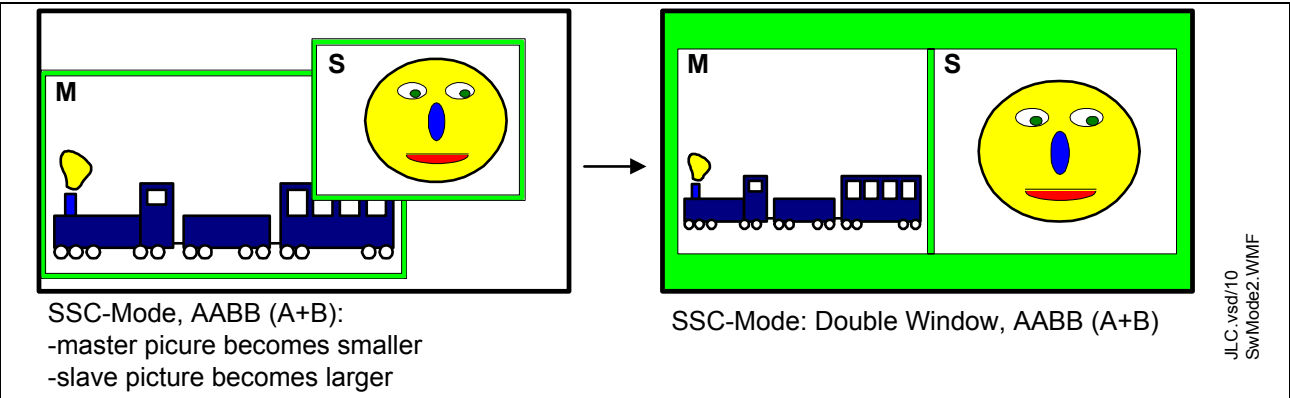 M
S
M
S
SSC-Mode, AABB (A+B):
-master picure becomes smaller
-slave picture becomes larger
SSC-Mode: Double Window, AABB (A+B)
JLC.vsd/10
SwMode2.WMF